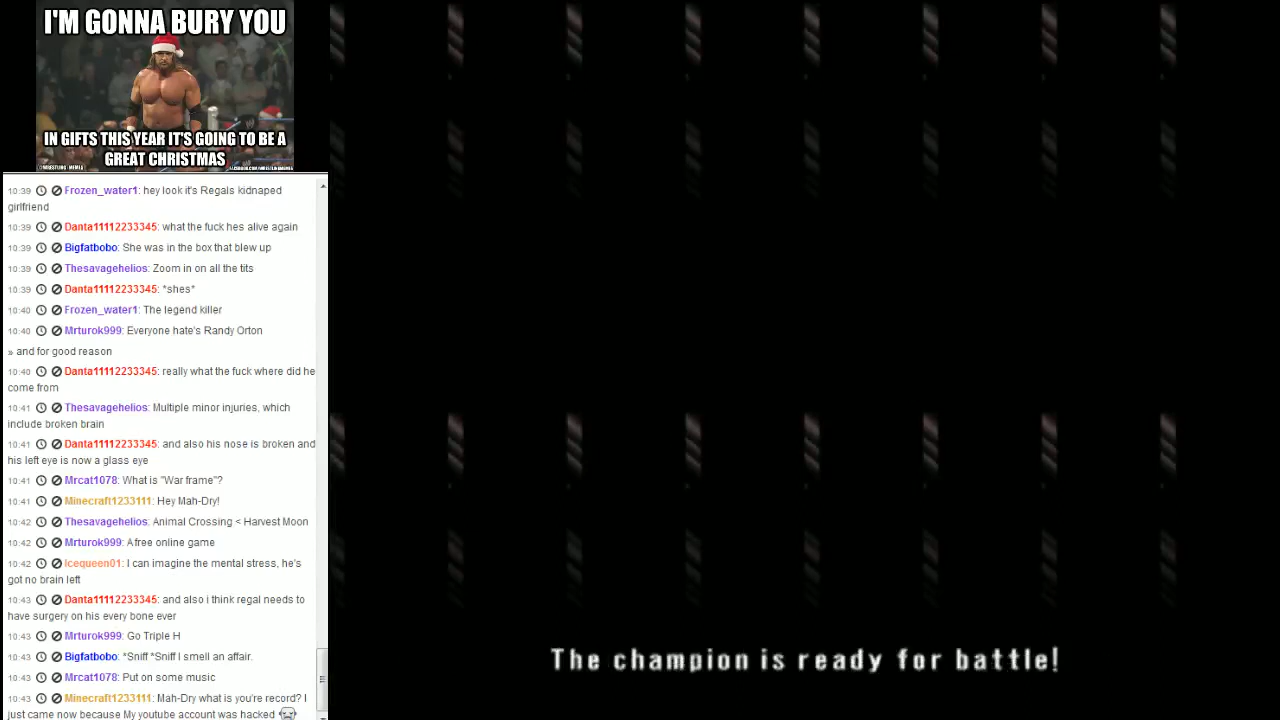 I'M GONNA BURY YOU
IN GIFTS THIS YEAR IT'S GOING TO BE A
GREAT CHRISTMAS
10:39 Frozen_water1: hey look it's Regals kidnaped
girlfriend
10:39 Danta11112233345: what the fuck hes alive again
10:39 Bigfatbobo: She was in the box that blew up
10:39 Thesavagehelios: Zoom in on all the tits
10:39 Danta11112233345: *shes*
10:40 Frozen_water1: The legend killer
10:40 Mrturok999: Everyone hate's Randy Orton
» and for good reason
10:40 Danta11112233345: really what the fuck where did he
come from
10:41 Thesavagehelios: Multiple minor injuries, which
include broken brain
10:41 Danta11112233345: and also his nose is broken and
his left eye is now a glass eye
10:41 Mrcat1078: What is "War frame"?
10:41 Minecraft1233111: Hey Mah-Dry!
10:42 Thesavagehelios: Animal Crossing < Harvest Moon
10:42 Mrturok999: A free online game
10:42 Icequeen01: I can imagine the mental stress, he's
got no brain left
10:43 Danta11112233345: and also i think regal needs to
have surgery on his every bone ever
10:43 Mrturok999: Go Triple H
10:43 Bigfatbobo: *Sniff *Sniff I smell an affair.
10:43 Mrcat1078: Put on some music
10:43 Minecraft1233111: Mah-Dry what is you're record? I
just came now because My youtube account was hacked
The champion is ready for battle!